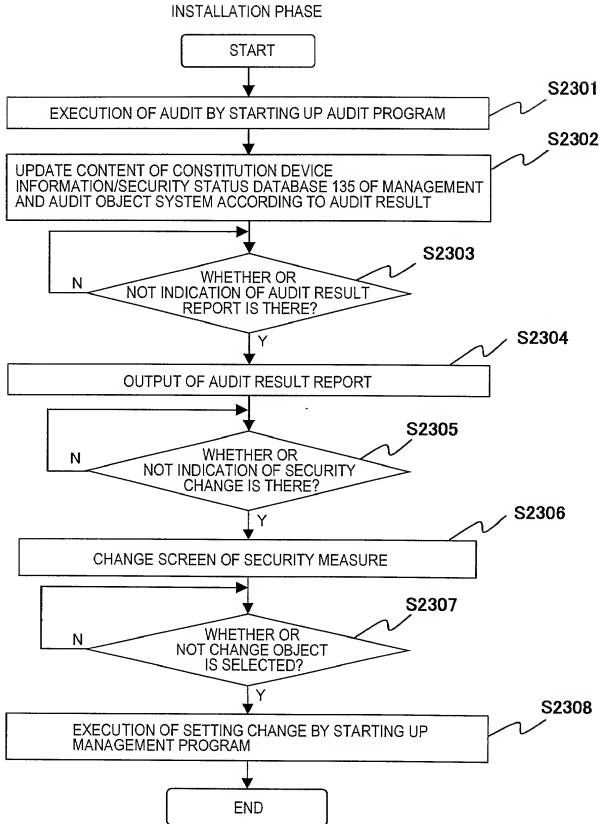 INSTALLATION PHASE
START
S2301
EXECUTION OF AUDIT BY STARTING UP AUDIT PROGRAM
S2302
UPDATE CONTENT OF CONSTITUTION DEVICE
INFORMATION/SECURITY STATUS DATABASE 135 OF MANAGEMENT
AND AUDIT OBJECT SYSTEM ACCORDING TO AUDIT RESULT
S2303
N
WHETHER OR
NOT INDICATION OF AUDIT RESULT
REPORT IS THERE?
Y
S2304
OUTPUT OF AUDIT RESULT REPORT
S2305
N
WHETHER OR
NOT INDICATION OF SECURITY
CHANGE IS THERE?
Y
S2306
CHANGE SCREEN OF SECURITY MEASURE
S2307
N
WHETHER OR
NOT CHANGE OBJECT
IS SELECTED?
Y
S2308
EXECUTION OF SETTING CHANGE BY STARTING UP
MANAGEMENT PROGRAM
END